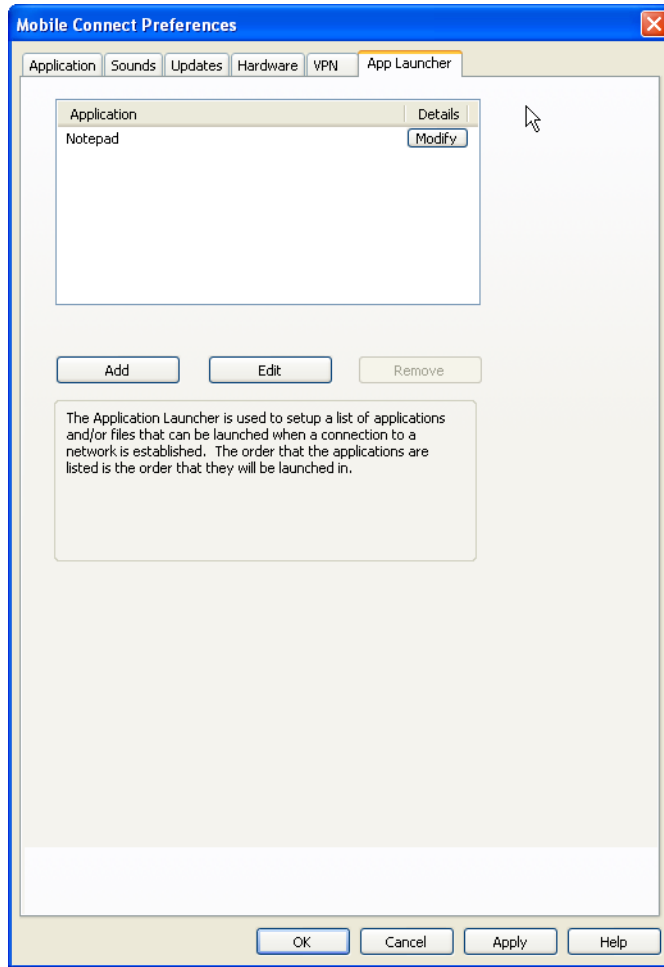 Mobile Connect Preferences
Application Sounds Updates Hardware VPN App Launcher
Application Details
Notepad Modify
Add Edit Remove
The Application Launcher is used to setup a list of applications
and/or files that can be launched when a connection to a
network is established. The order that the applications are
listed is the order that they will be launched in.
OK Cancel Apply Help